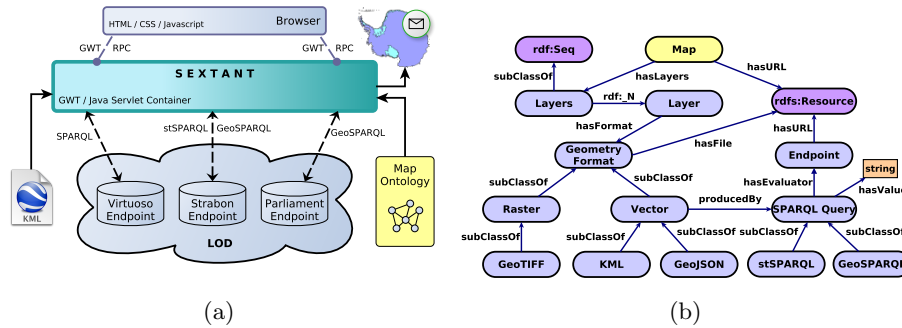 HTML / CSS / Javascript
Browser
GWT RPC
GWT RPC
SEXTANT
GWT / Java Servlet Container
SPARQL
stSPARQL
GeoSPARQL
GeoSPARQL
KML
Virtuoso
Endpoint
Strabon
Endpoint
Parliament
Endpoint
LOD
Map
Ontology
(a)
rdf:Seq
Map
subClassOf
hasLayers
hasURL
Layers
rdf:_N
Layer
rdfs:Resource
hasFormat
hasFile
hasURL
Geometry
Format
Endpoint
string
subClassOf
subClassOf
hasEvaluator
hasValue
Raster
Vector
producedBy
SPARQL Query
subClassOf
subClassOf
subClassOf
subClassOf
subClassOf
GeoTIFF
KML
GeoJSON
stSPARQL
GeoSPARQL
(b)